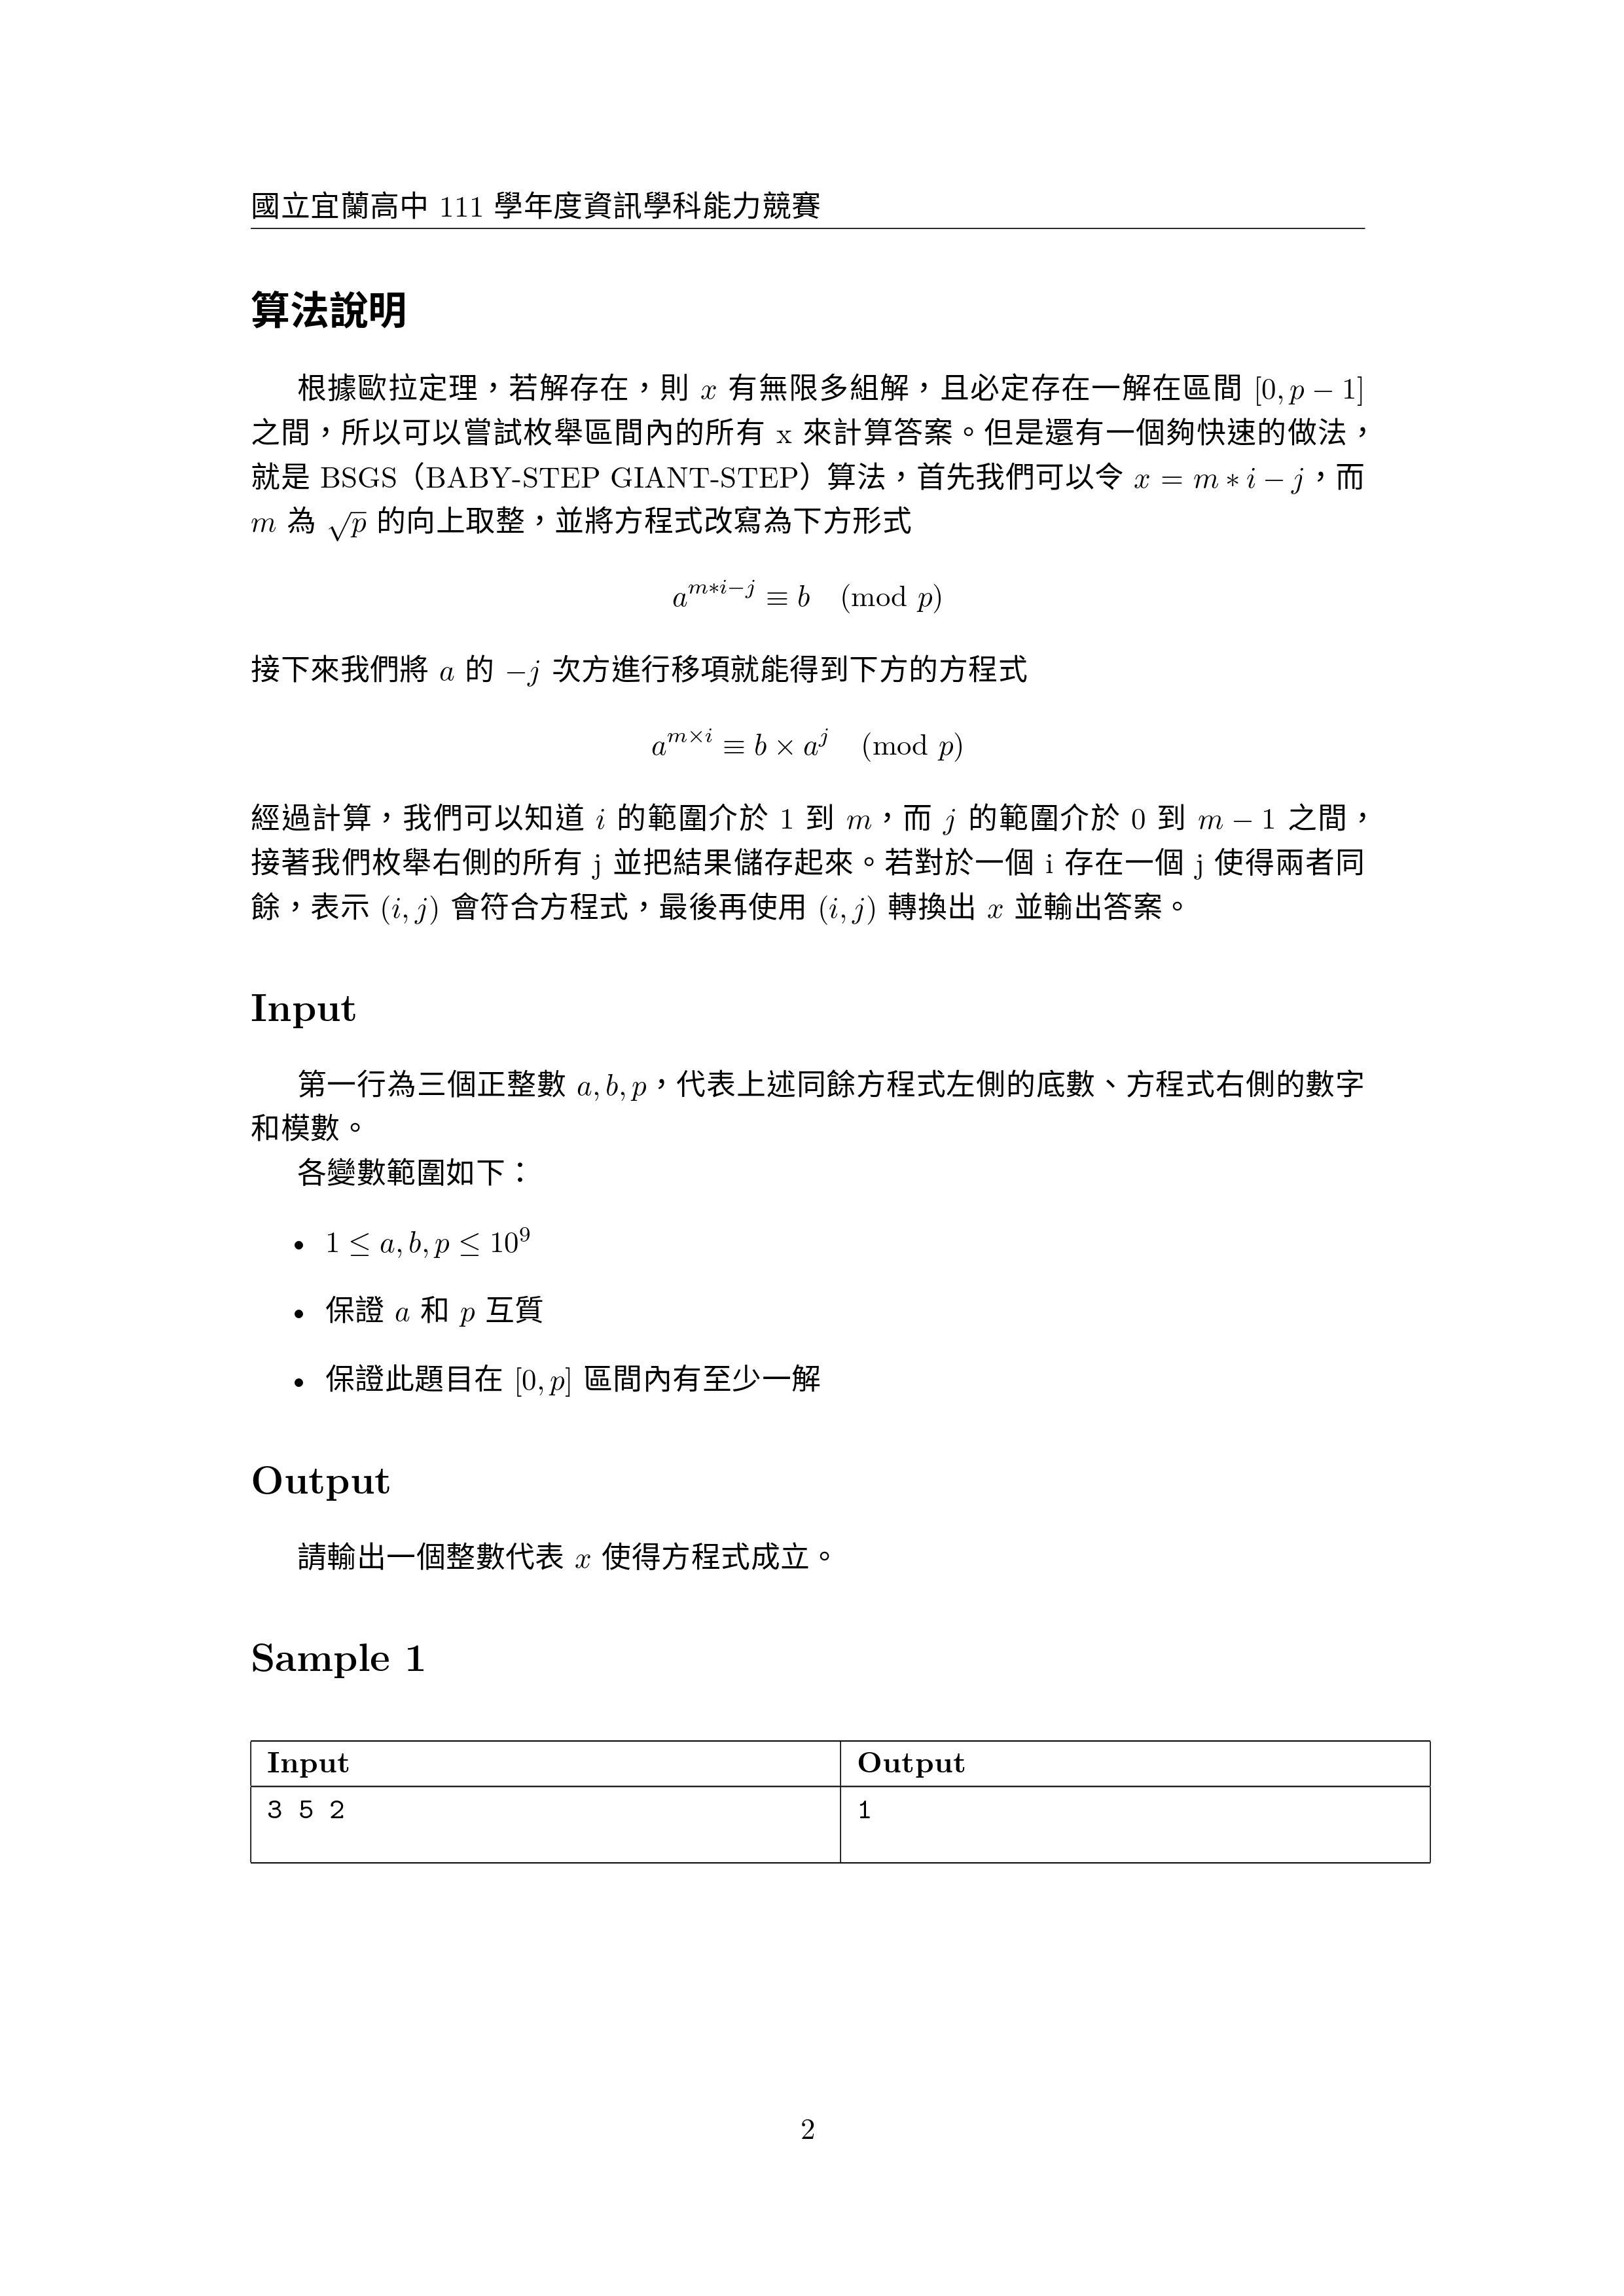 國立宜蘭高中 111 學年度資訊學科能力競賽
算法說明
根據歐拉定理，若解存在，則 x 有無限多組解，且必定存在一解在區間 [0, p − 1]
之間，所以可以嘗試枚舉區間內的所有 x 來計算答案。但是還有一個夠快速的做法，
就是 BSGS（BABY-STEP GIANT-STEP）算法，首先我們可以令 x = m ∗ i − j，而
m 為 √p 的向上取整，並將方程式改寫為下方形式
a^{m∗i−j} ≡ b (mod p)
接下來我們將 a 的 −j 次方進行移項就能得到下方的方程式
a^{m×i} ≡ b × a^j (mod p)
經過計算，我們可以知道 i 的範圍介於 1 到 m，而 j 的範圍介於 0 到 m − 1 之間，
接著我們枚舉右側的所有 j 並把結果儲存起來。若對於一個 i 存在一個 j 使得兩者同
餘，表示 (i, j) 會符合方程式，最後再使用 (i, j) 轉換出 x 並輸出答案。
Input
第一行為三個正整數 a, b, p，代表上述同餘方程式左側的底數、方程式右側的數字
和模數。
各變數範圍如下：
• 1 ≤ a, b, p ≤ 10^9
• 保證 a 和 p 互質
• 保證此題目在 [0, p] 區間內有至少一解
Output
請輸出一個整數代表 x 使得方程式成立。
Sample 1
Input Output
3 5 2 1
2